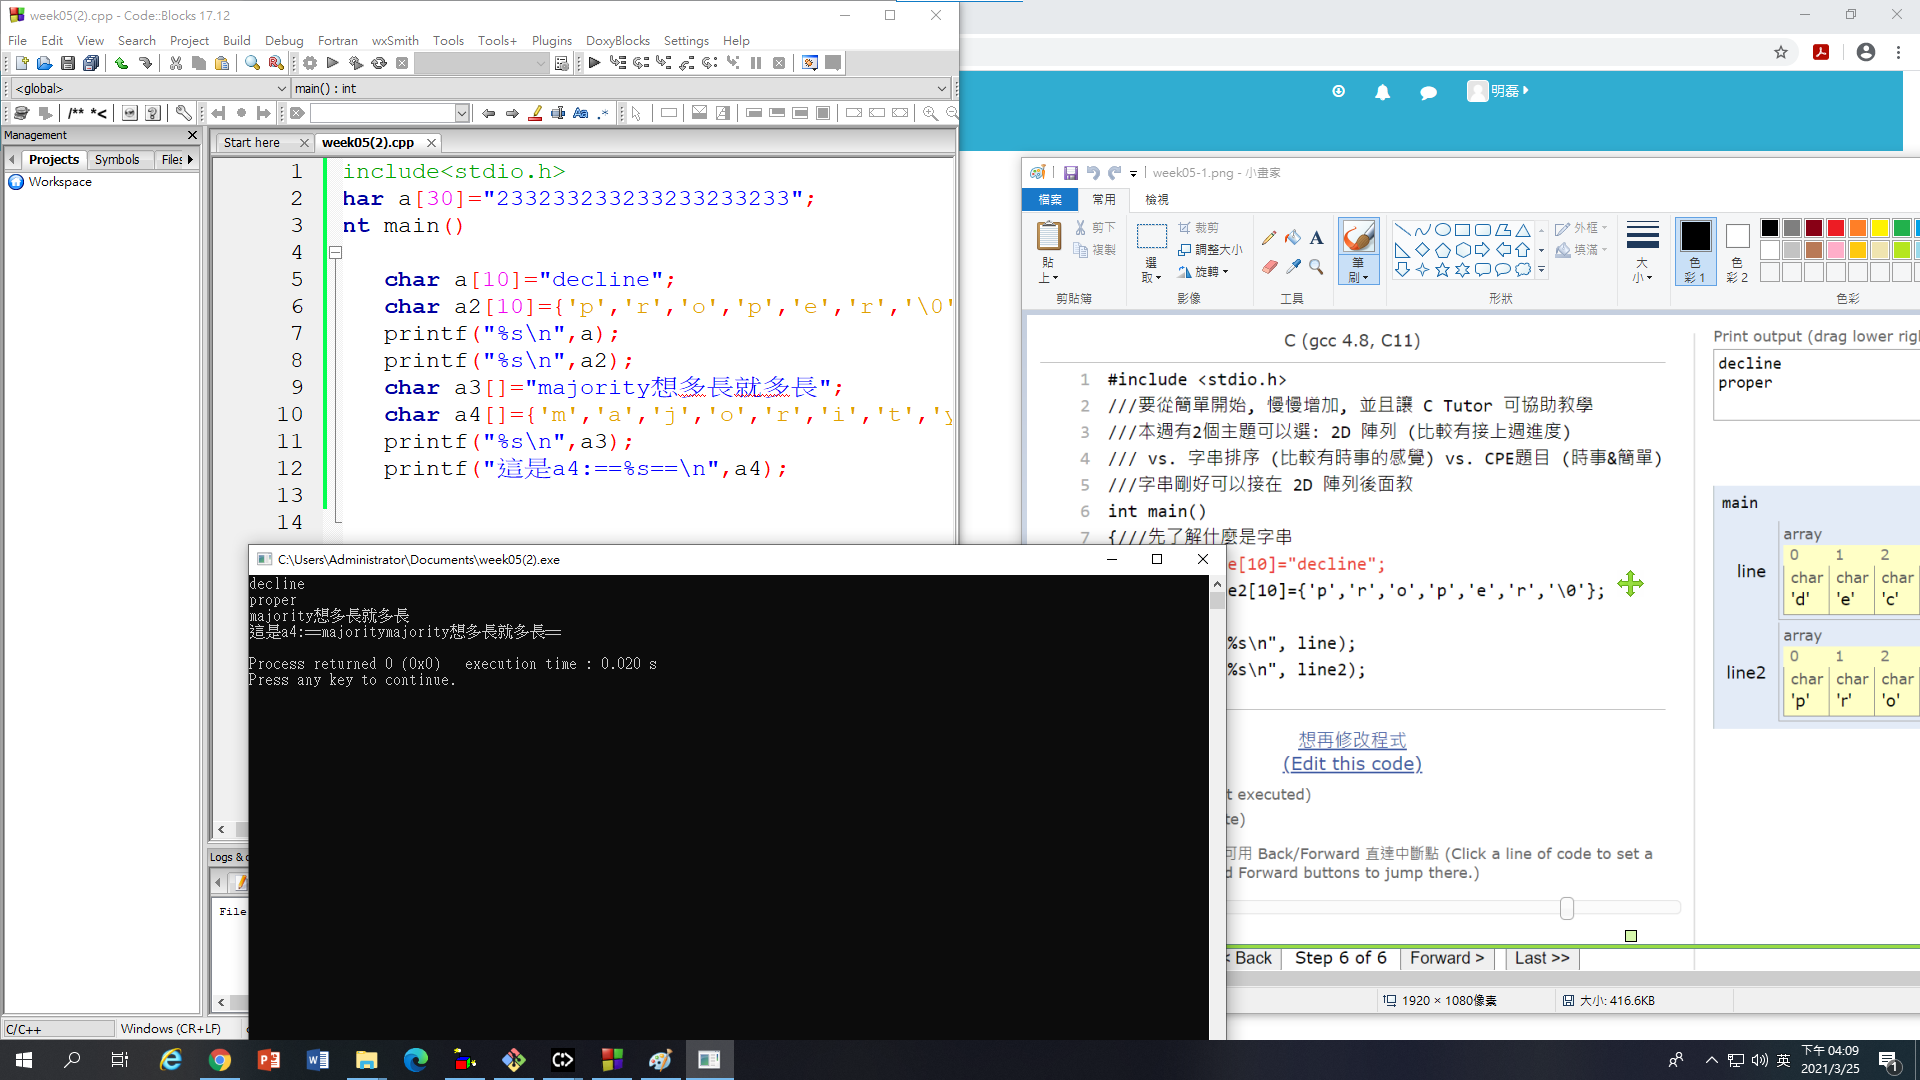 week05(2).cpp - Code::Blocks 17.12
File Edit View Search Project Build Debug Fortran wxSmith Tools Tools+ Plugins DoxyBlocks Settings Help
<global>
main() : int
/** *<
Management
Projects Symbols Files
Workspace
Start here
week05(2).cpp
1 include<stdio.h>
2 har a[30]="233233233233233233233";
3 nt main()
4
5 char a[10]="decline";
6 char a2[10]={'p','r','o','p','e','r','\0'
7 printf("%s\n",a);
8 printf("%s\n",a2);
9 char a3[]="majority想多長就多長";
10 char a4[]={'m','a','j','o','r','i','t','y
11 printf("%s\n",a3);
12 printf("這是a4:==%s==\n",a4);
13
14
Logs &
File
C/C++
Windows (CR+LF)
C:\Users\Administrator\Documents\week05(2).exe
decline
proper
majority想多長就多長
這是a4:==majoritymajority想多長就多長==
Process returned 0 (0x0)   execution time : 0.020 s
Press any key to continue.
明磊
week05-1.png - 小畫家
檔案 常用 檢視
貼上
剪下
複製
剪貼簿
選取
裁剪
調整大小
旋轉
影像
工具
筆刷
外框
填滿
形狀
大小
色彩 1
色彩 2
色彩
C (gcc 4.8, C11)
1 #include <stdio.h>
2 ///要從簡單開始, 慢慢增加, 並且讓 C Tutor 可協助教學
3 ///本週有2個主題可以選: 2D 陣列 (比較有接上週進度)
4 /// vs. 字串排序 (比較有時事的感覺) vs. CPE題目 (時事&簡單)
5 ///字串剛好可以接在 2D 陣列後面教
6 int main()
7 {///先了解什麼是字串
e[10]="decline";
e2[10]={'p','r','o','p','e','r','\0'};
%s\n", line);
%s\n", line2);
想再修改程式
(Edit this code)
t executed)
te)
可用 Back/Forward 直達中斷點 (Click a line of code to set a
d Forward buttons to jump there.)
< Back Step 6 of 6 Forward > Last >>
Print output (drag lower rig
decline
proper
main
array
0 1 2
line
char char char
'd' 'e' 'c'
array
0 1 2
line2
char char char
'p' 'r' 'o'
1920 × 1080像素
大小: 416.6KB
英
下午 04:09
2021/3/25
1